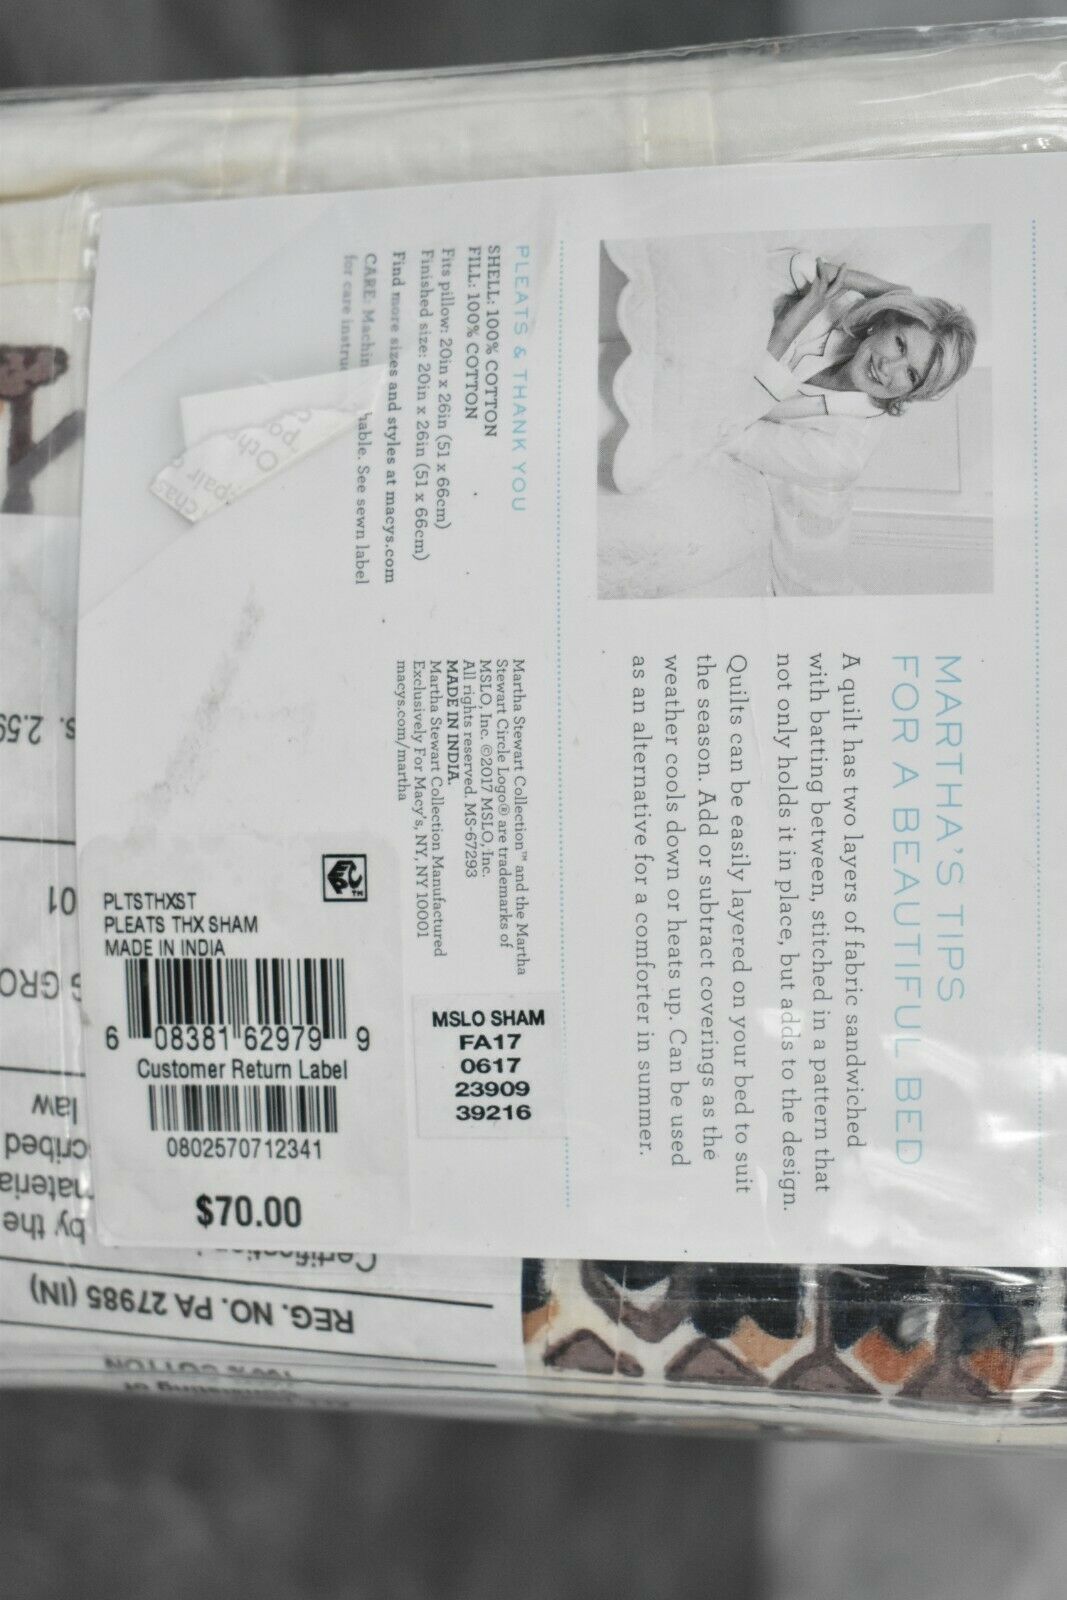 MARTHA'S TIPS
FOR A BEAUTIFUL BED
A quilt has two layers of fabric sandwiched
with batting between, stitched in a pattern that
not only holds it in place, but adds to the design.
Quilts can be easily layered on your bed to suit
the season. Add or subtract coverings as the
weather cools down or heats up. Can be used
as an alternative for a comforter in summer.
PLEATS & THANK YOU
SHELL: 100% COTTON
FILL: 100% COTTON
Fits pillow: 20in x 26in (51 x 66cm)
Finished size: 20in x 26in (51 x 66cm)
Find more sizes and styles at macys.com
CARE: Machin hable. See sewn label
for care instruc
Martha Stewart Collection™ and the Martha
Stewart Circle Logo® are trademarks of
MSLO, Inc. ©2017 MSLO, Inc.
All rights reserved. MS-67293
MADE IN INDIA.
Martha Stewart Collection Manufactured
Exclusively For Macy's, NY, NY 10001
macys.com/martha
MSLO SHAM
FA17
0617
23909
39216
PLTSTHXST
PLEATS THX SHAM
MADE IN INDIA
6 08381 62979 9
Customer Return Label
0802570712341
$70.00
REG. NO. PA 27985 (IN)
by the
law